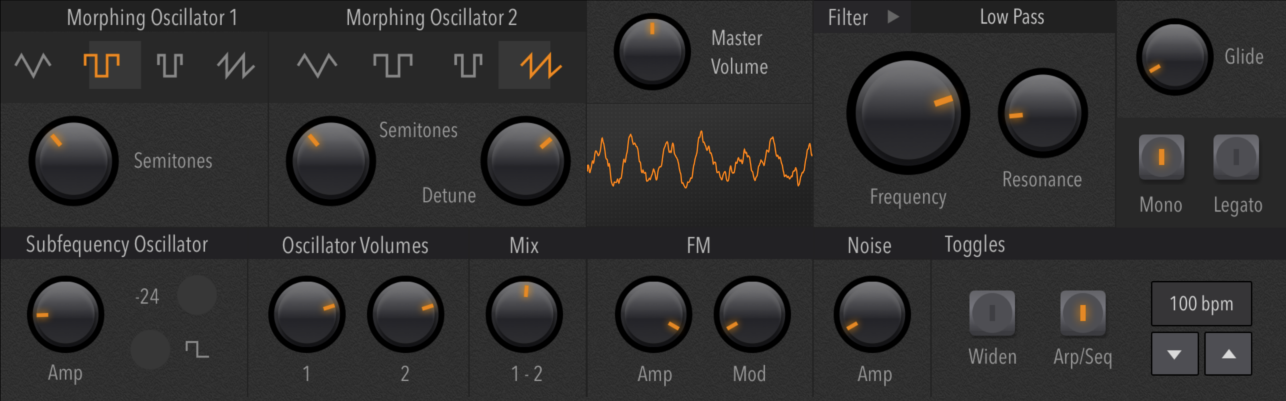 Morphing Oscillator 1
Morphing Oscillator 2
Master
Volume
Filter
Low Pass
Glide
Semitones
Semitones
Detune
Frequency
Resonance
Mono
Legato
Subfequency Oscillator
Oscillator Volumes
Mix
FM
Noise
Toggles
-24
100 bpm
Amp
1
2
1 - 2
Amp
Mod
Amp
Widen
Arp/Seq